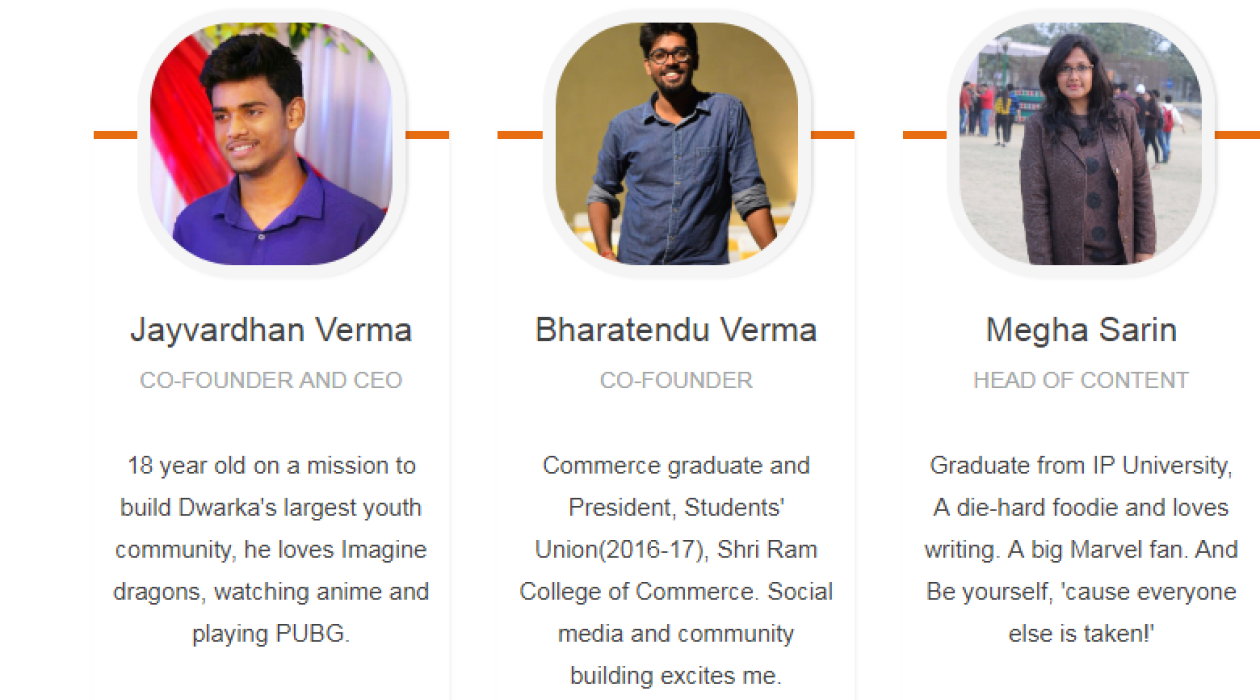 Jayvardhan Verma
CO-FOUNDER AND CEO
18 year old on a mission to
build Dwarka's largest youth
community, he loves Imagine
dragons, watching anime and
playing PUBG.
Bharatendu Verma
CO-FOUNDER
Commerce graduate and
President, Students'
Union(2016-17), Shri Ram
College of Commerce. Social
media and community
building excites me.
Megha Sarin
HEAD OF CONTENT
Graduate from IP University,
A die-hard foodie and loves
writing. A big Marvel fan. And
Be yourself, 'cause everyone
else is taken!'